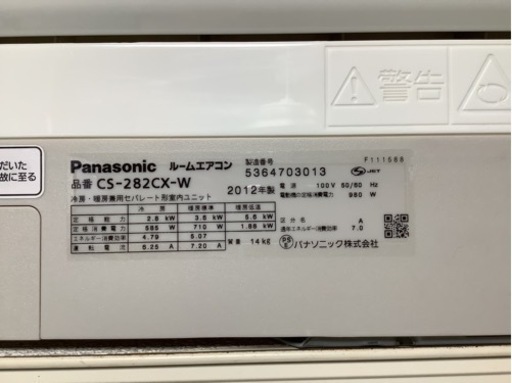 警告
だいた
故に至る
Panasonic ルームエアコン 製造番号 5364703013 F111588
品番 CS-282CX-W 2012年製 JET
冷房・暖房兼用セパレート形室内ユニット
電源 100V 50/60 Hz
電動機の定格消費電力 980 W
冷房 暖房標準 暖房低温
定格能力 2.8 kW 3.6 kW 5.6 kW
定格消費電力 585 W 710 W 1.88 kW
エネルギー消費効率 4.79 5.07
運転電流 6.25 A 7.20 A
質量 14kg
区分名 A
通年エネルギー消費効率 7.0
PSE パナソニック株式会社